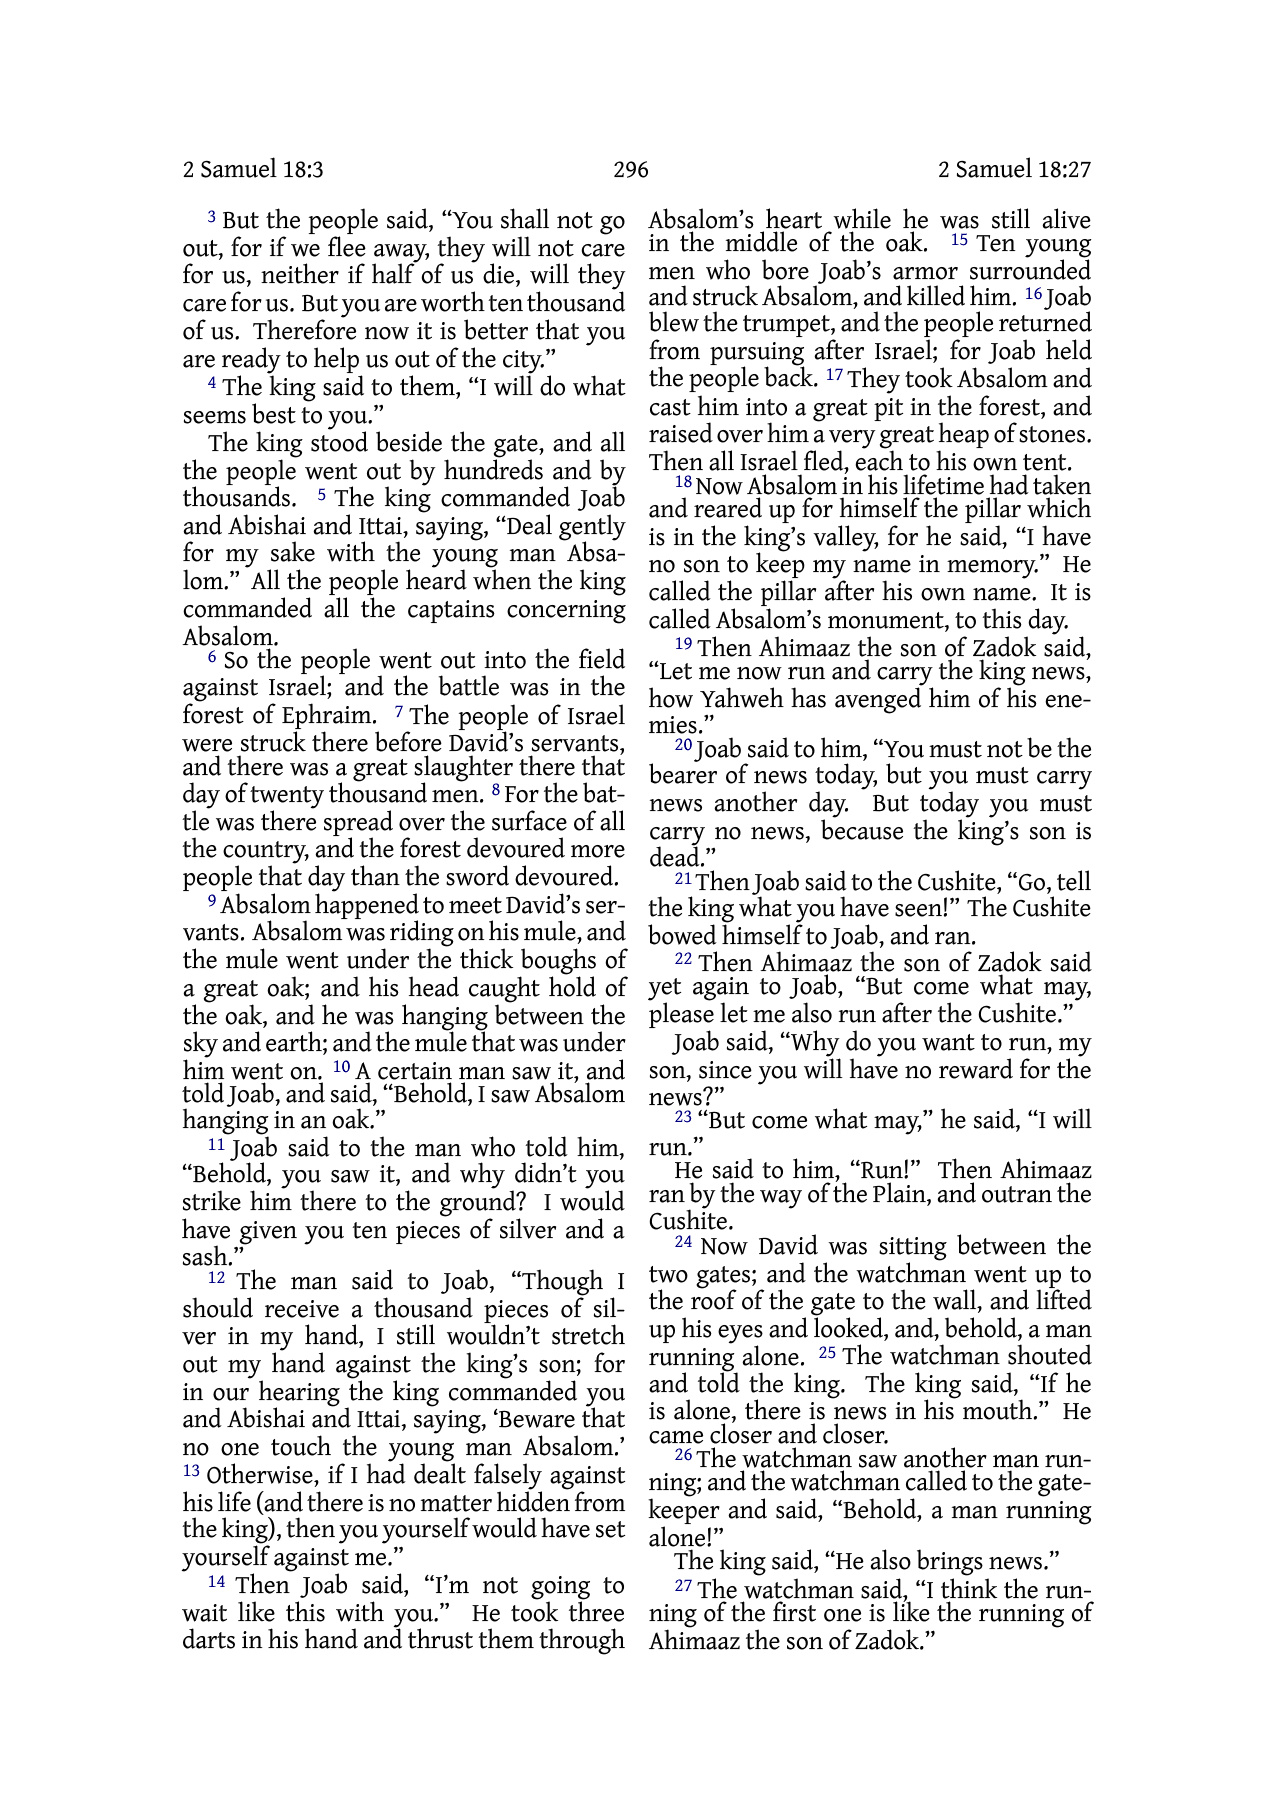 2 Samuel 18:3
296
2 Samuel 18:27
3 But the people said, “You shall not go
out, for if we flee away, they will not care
for us, neither if half of us die, will they
care for us. But you are worth ten thousand
of us. Therefore now it is better that you
are ready to help us out of the city.”
4 The king said to them, “I will do what
seems best to you.”
The king stood beside the gate, and all
the people went out by hundreds and by
thousands. 5 The king commanded Joab
and Abishai and Ittai, saying, “Deal gently
for my sake with the young man Absa-
lom.” All the people heard when the king
commanded all the captains concerning
Absalom.
6 So the people went out into the field
against Israel; and the battle was in the
forest of Ephraim. 7 The people of Israel
were struck there before David’s servants,
and there was a great slaughter there that
day of twenty thousand men. 8 For the bat-
tle was there spread over the surface of all
the country, and the forest devoured more
people that day than the sword devoured.
9 Absalom happened to meet David’s ser-
vants. Absalom was riding on his mule, and
the mule went under the thick boughs of
a great oak; and his head caught hold of
the oak, and he was hanging between the
sky and earth; and the mule that was under
him went on. 10 A certain man saw it, and
told Joab, and said, “Behold, I saw Absalom
hanging in an oak.”
11 Joab said to the man who told him,
“Behold, you saw it, and why didn’t you
strike him there to the ground? I would
have given you ten pieces of silver and a
sash.”
12 The man said to Joab, “Though I
should receive a thousand pieces of sil-
ver in my hand, I still wouldn’t stretch
out my hand against the king’s son; for
in our hearing the king commanded you
and Abishai and Ittai, saying, ‘Beware that
no one touch the young man Absalom.’
13 Otherwise, if I had dealt falsely against
his life (and there is no matter hidden from
the king), then you yourself would have set
yourself against me.”
14 Then Joab said, “I’m not going to
wait like this with you.” He took three
darts in his hand and thrust them through
Absalom’s heart while he was still alive
in the middle of the oak. 15 Ten young
men who bore Joab’s armor surrounded
and struck Absalom, and killed him. 16 Joab
blew the trumpet, and the people returned
from pursuing after Israel; for Joab held
the people back. 17 They took Absalom and
cast him into a great pit in the forest, and
raised over him a very great heap of stones.
Then all Israel fled, each to his own tent.
18 Now Absalom in his lifetime had taken
and reared up for himself the pillar which
is in the king’s valley, for he said, “I have
no son to keep my name in memory.” He
called the pillar after his own name. It is
called Absalom’s monument, to this day.
19 Then Ahimaaz the son of Zadok said,
“Let me now run and carry the king news,
how Yahweh has avenged him of his ene-
mies.”
20 Joab said to him, “You must not be the
bearer of news today, but you must carry
news another day. But today you must
carry no news, because the king’s son is
dead.”
21 Then Joab said to the Cushite, “Go, tell
the king what you have seen!” The Cushite
bowed himself to Joab, and ran.
22 Then Ahimaaz the son of Zadok said
yet again to Joab, “But come what may,
please let me also run after the Cushite.”
Joab said, “Why do you want to run, my
son, since you will have no reward for the
news?”
23 “But come what may,” he said, “I will
run.”
He said to him, “Run!” Then Ahimaaz
ran by the way of the Plain, and outran the
Cushite.
24 Now David was sitting between the
two gates; and the watchman went up to
the roof of the gate to the wall, and lifted
up his eyes and looked, and, behold, a man
running alone. 25 The watchman shouted
and told the king. The king said, “If he
is alone, there is news in his mouth.” He
came closer and closer.
26 The watchman saw another man run-
ning; and the watchman called to the gate-
keeper and said, “Behold, a man running
alone!”
The king said, “He also brings news.”
27 The watchman said, “I think the run-
ning of the first one is like the running of
Ahimaaz the son of Zadok.”